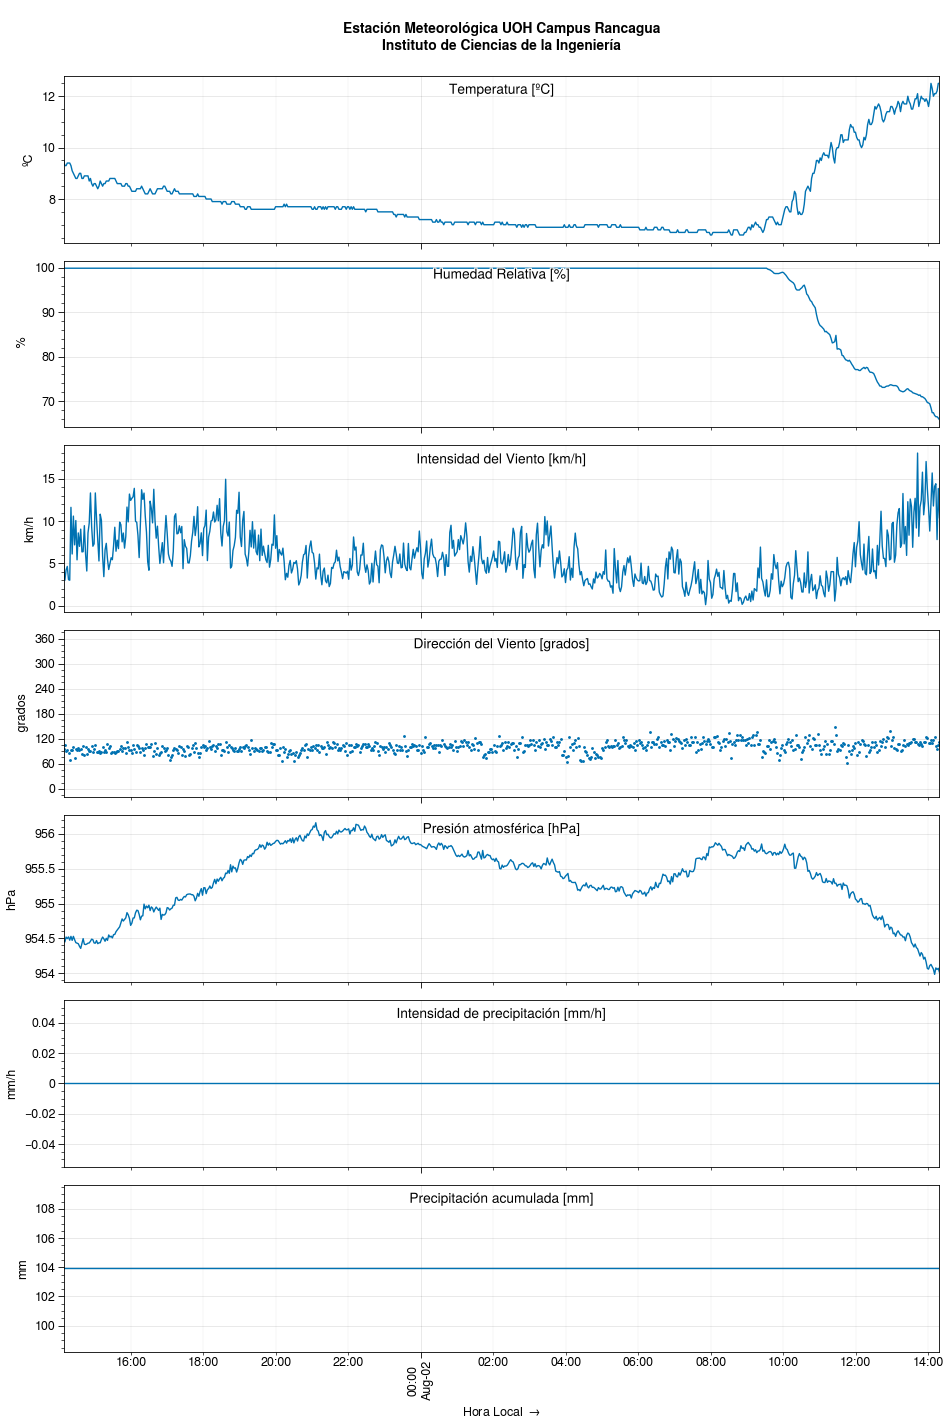 Estación Meteorológica UOH Campus Rancagua
Instituto de Ciencias de la Ingeniería
Temperatura [ºC]
12
10
8
ºC
Humedad Relativa [%]
100
90
80
70
%
Intensidad del Viento [km/h]
15
10
5
0
km/h
Dirección del Viento [grados]
360
300
240
180
120
60
0
grados
Presión atmosférica [hPa]
956
955.5
955
954.5
954
hPa
Intensidad de precipitación [mm/h]
0.04
0.02
0
−0.02
−0.04
mm/h
Precipitación acumulada [mm]
108
106
104
102
100
mm
16:00 18:00 20:00 22:00 00:00 02:00 04:00 06:00 08:00 10:00 12:00 14:00
Aug-02
Hora Local →